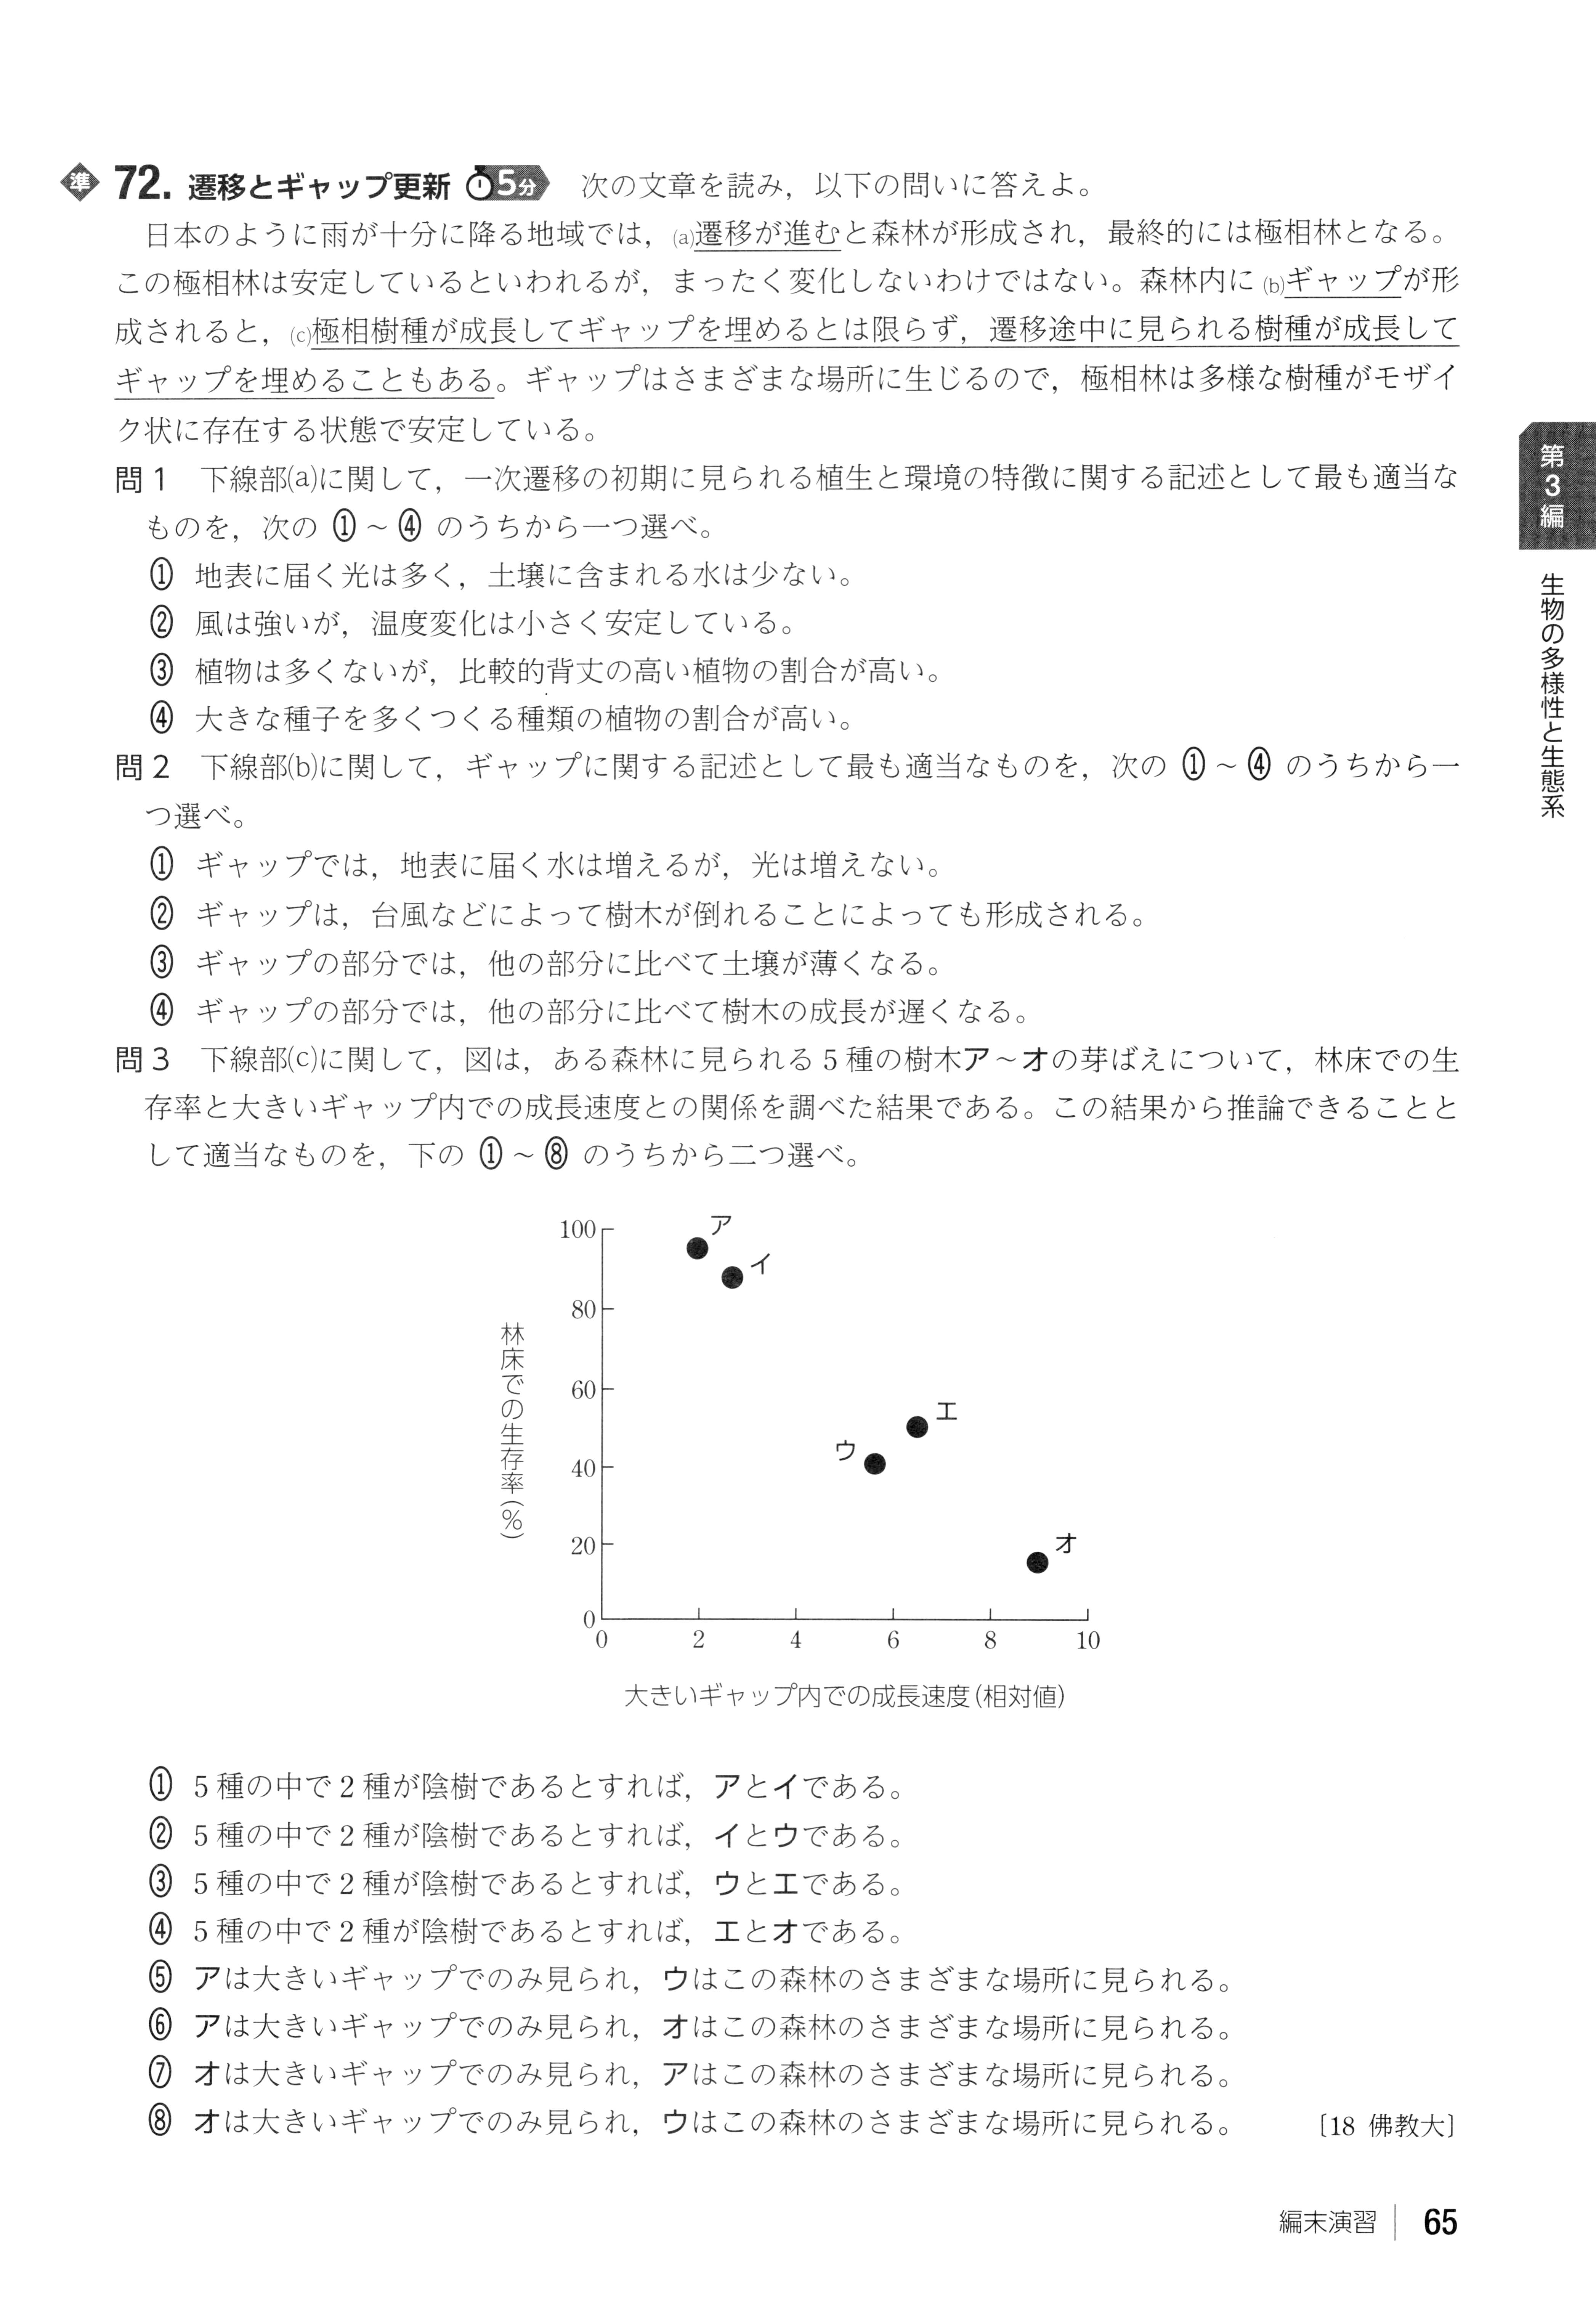 準 72. 遷移とギャップ更新 5分 次の文章を読み，以下の問いに答えよ。
日本のように雨が十分に降る地域では，(a)遷移が進むと森林が形成され，最終的には極相林となる。
この極相林は安定しているといわれるが，まったく変化しないわけではない。森林内に(b)ギャップが形
成されると，(c)極相樹種が成長してギャップを埋めるとは限らず，遷移途中に見られる樹種が成長して
ギャップを埋めることもある。ギャップはさまざまな場所に生じるので，極相林は多様な樹種がモザイ
ク状に存在する状態で安定している。
問1 下線部(a)に関して，一次遷移の初期に見られる植生と環境の特徴に関する記述として最も適当な
ものを，次の ①～④ のうちから一つ選べ。
① 地表に届く光は多く，土壌に含まれる水は少ない。
② 風は強いが，温度変化は小さく安定している。
③ 植物は多くないが，比較的背丈の高い植物の割合が高い。
④ 大きな種子を多くつくる種類の植物の割合が高い。
問2 下線部(b)に関して，ギャップに関する記述として最も適当なものを，次の ①～④ のうちから一
つ選べ。
① ギャップでは，地表に届く水は増えるが，光は増えない。
② ギャップは，台風などによって樹木が倒れることによっても形成される。
③ ギャップの部分では，他の部分に比べて土壌が薄くなる。
④ ギャップの部分では，他の部分に比べて樹木の成長が遅くなる。
問3 下線部(c)に関して，図は，ある森林に見られる5種の樹木ア～オの芽ばえについて，林床での生
存率と大きいギャップ内での成長速度との関係を調べた結果である。この結果から推論できることと
して適当なものを，下の ①～⑧ のうちから二つ選べ。
林床での生存率(％)
100
80
60
40
20
0
ア
イ
エ
ウ
オ
0 2 4 6 8 10
大きいギャップ内での成長速度(相対値)
① 5種の中で2種が陰樹であるとすれば，アとイである。
② 5種の中で2種が陰樹であるとすれば，イとウである。
③ 5種の中で2種が陰樹であるとすれば，ウとエである。
④ 5種の中で2種が陰樹であるとすれば，エとオである。
⑤ アは大きいギャップでのみ見られ，ウはこの森林のさまざまな場所に見られる。
⑥ アは大きいギャップでのみ見られ，オはこの森林のさまざまな場所に見られる。
⑦ オは大きいギャップでのみ見られ，アはこの森林のさまざまな場所に見られる。
⑧ オは大きいギャップでのみ見られ，ウはこの森林のさまざまな場所に見られる。 〔18 佛教大〕
第3編 生物の多様性と生態系
編末演習 65